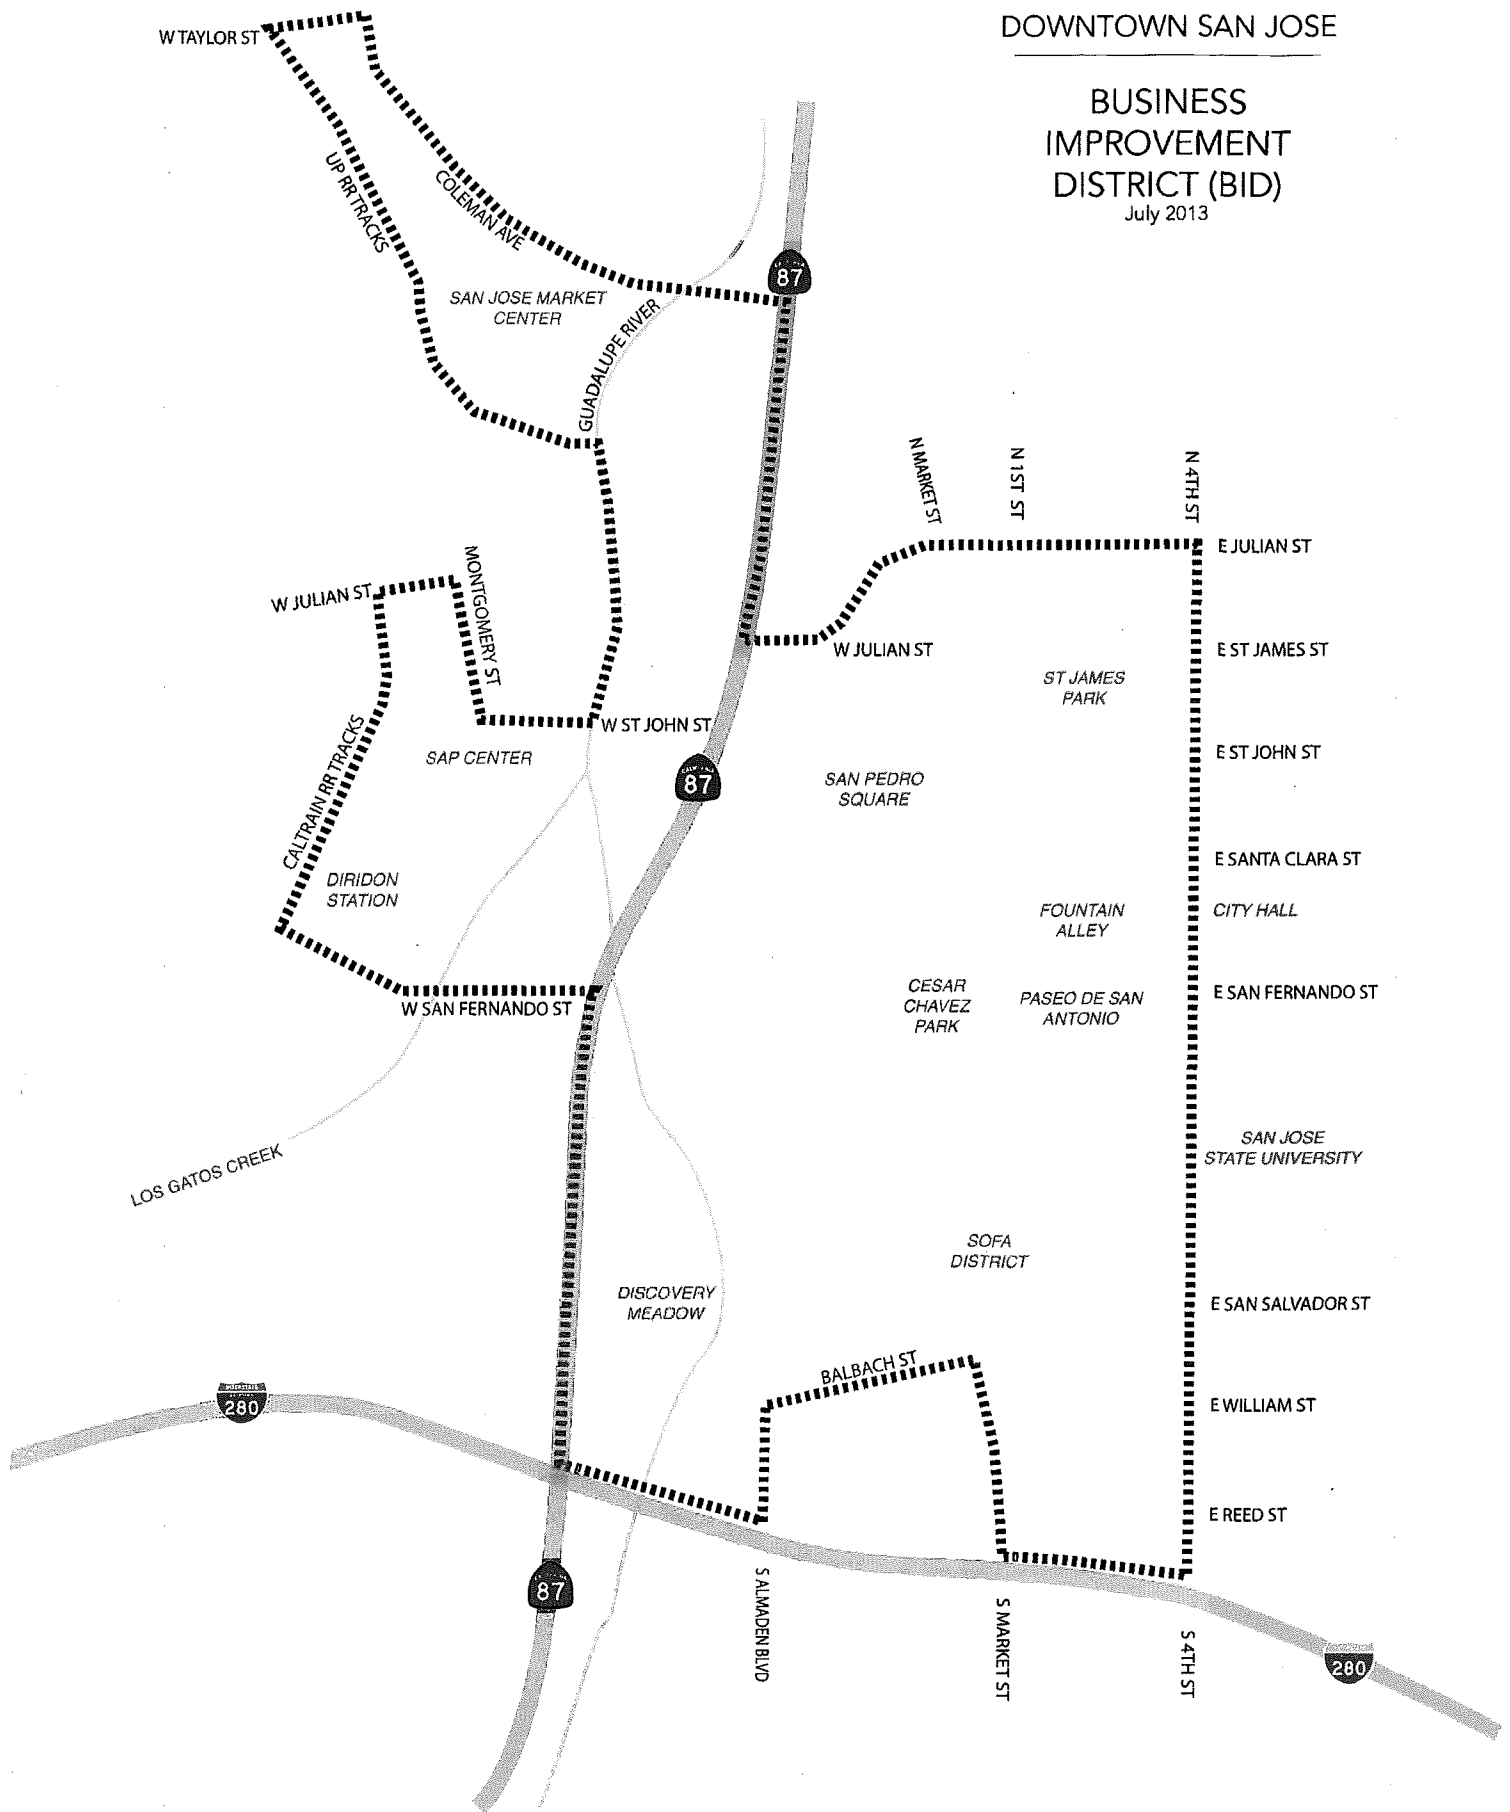 DOWNTOWN SAN JOSE
BUSINESS
IMPROVEMENT
DISTRICT (BID)
July 2013
W TAYLOR ST
UP RR TRACKS
COLEMAN AVE
87
SAN JOSE MARKET
CENTER
GUADALUPE RIVER
N MARKET ST
N 1ST ST
N 4TH ST
E JULIAN ST
W JULIAN ST
MONTGOMERY ST
W JULIAN ST
E ST JAMES ST
ST JAMES
PARK
W ST JOHN ST
E ST JOHN ST
CALTRAIN RR TRACKS
SAP CENTER
CALIFORNIA
87
SAN PEDRO
SQUARE
E SANTA CLARA ST
DIRIDON
STATION
FOUNTAIN
ALLEY
CITY HALL
W SAN FERNANDO ST
CESAR
CHAVEZ
PARK
PASEO DE SAN
ANTONIO
E SAN FERNANDO ST
LOS GATOS CREEK
SAN JOSE
STATE UNIVERSITY
SOFA
DISTRICT
DISCOVERY
MEADOW
E SAN SALVADOR ST
BALBACH ST
INTERSTATE
280
E WILLIAM ST
E REED ST
87
S ALMADEN BLVD
S MARKET ST
S 4TH ST
280